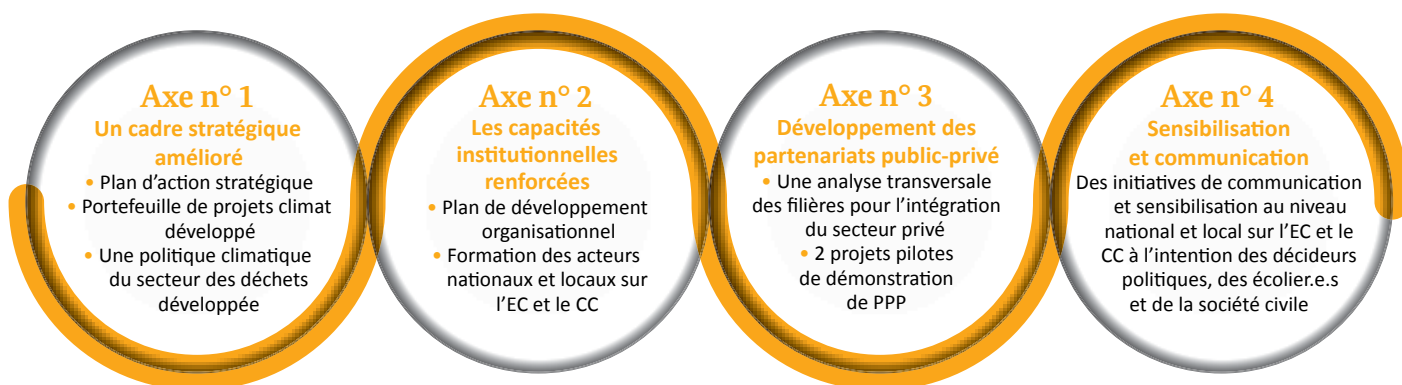 Axe n° 1
Un cadre stratégique
amélioré
• Plan d'action stratégique
• Portefeuille de projets climat
développé
• Une politique climatique
du secteur des déchets
développée
Axe n° 2
Les capacités
institutionnelles
renforcées
• Plan de développement
organisationnel
• Formation des acteurs
nationaux et locaux sur
l'EC et le CC
Axe n° 3
Développement des
partenariats public-privé
• Une analyse transversale
des filières pour l'intégration
du secteur privé
• 2 projets pilotes
de démonstration
de PPP
Axe n° 4
Sensibilisation
et communication
Des initiatives de communication
et sensibilisation au niveau
national et local sur l'EC et le
CC à l'intention des décideurs
politiques, des écolier.e.s
et de la société civile